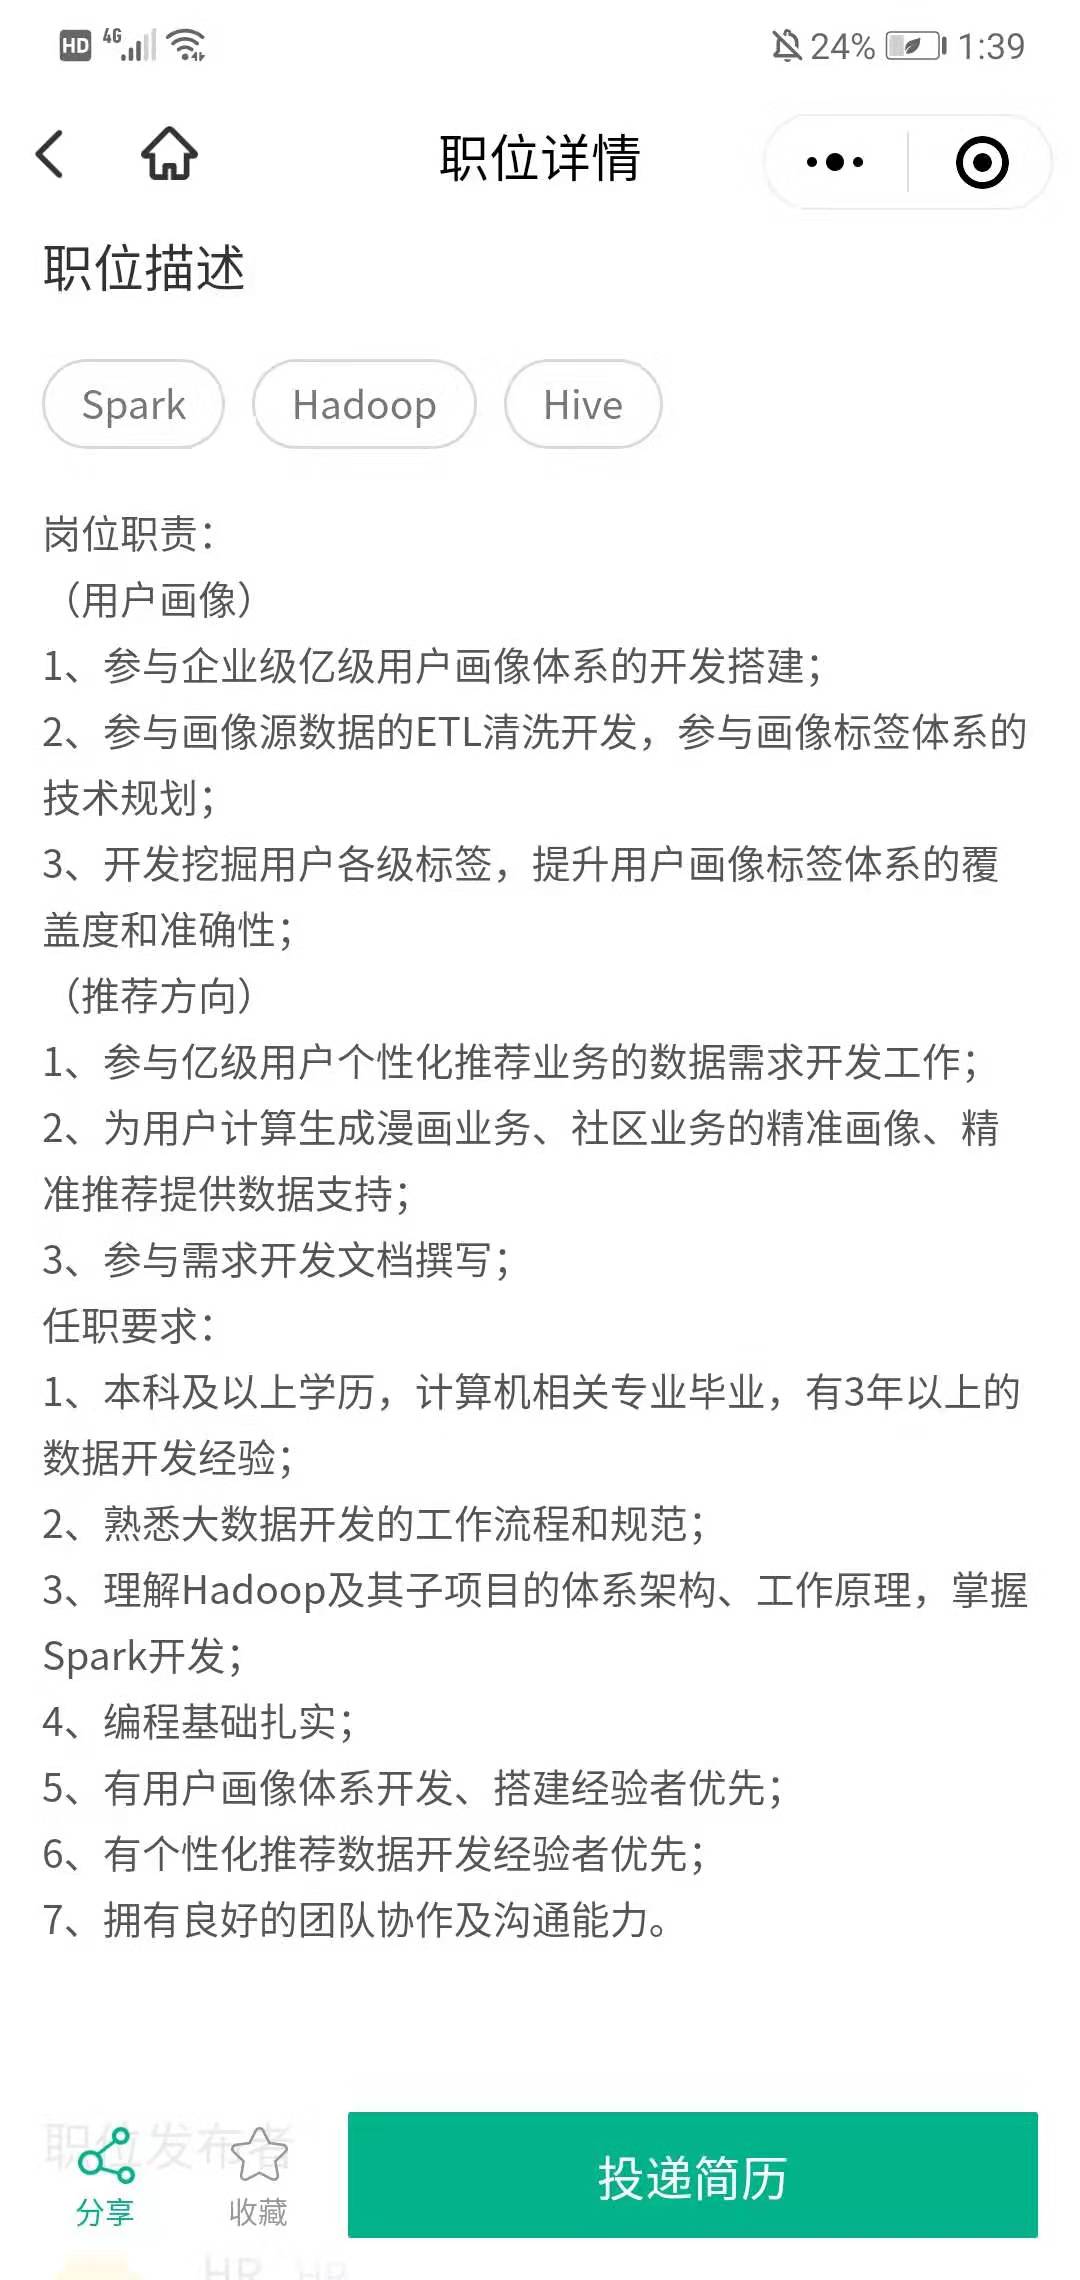 HD 4G 24% 1:39
职位详情
职位描述
Spark Hadoop Hive
岗位职责：
（用户画像）
1、参与企业级亿级用户画像体系的开发搭建；
2、参与画像源数据的ETL清洗开发，参与画像标签体系的
技术规划；
3、开发挖掘用户各级标签，提升用户画像标签体系的覆
盖度和准确性；
（推荐方向）
1、参与亿级用户个性化推荐业务的数据需求开发工作；
2、为用户计算生成漫画业务、社区业务的精准画像、精
准推荐提供数据支持；
3、参与需求开发文档撰写；
任职要求：
1、本科及以上学历，计算机相关专业毕业，有3年以上的
数据开发经验；
2、熟悉大数据开发的工作流程和规范；
3、理解Hadoop及其子项目的体系架构、工作原理，掌握
Spark开发；
4、编程基础扎实；
5、有用户画像体系开发、搭建经验者优先；
6、有个性化推荐数据开发经验者优先；
7、拥有良好的团队协作及沟通能力。
职位发布者
分享 收藏 投递简历
HR HR